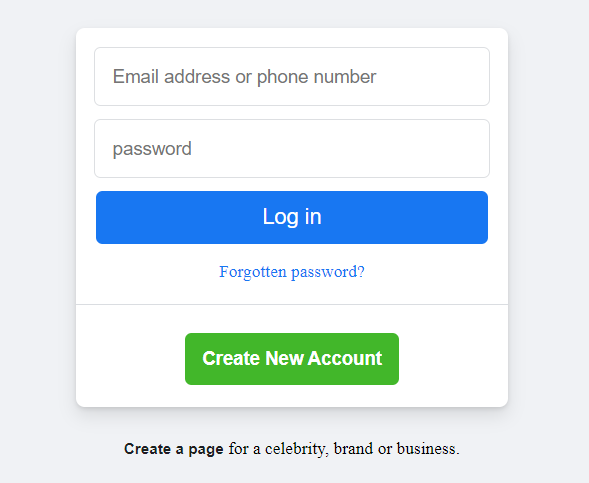 Email address or phone number
password
Log in
Forgotten password?
Create New Account
Create a page for a celebrity, brand or business.